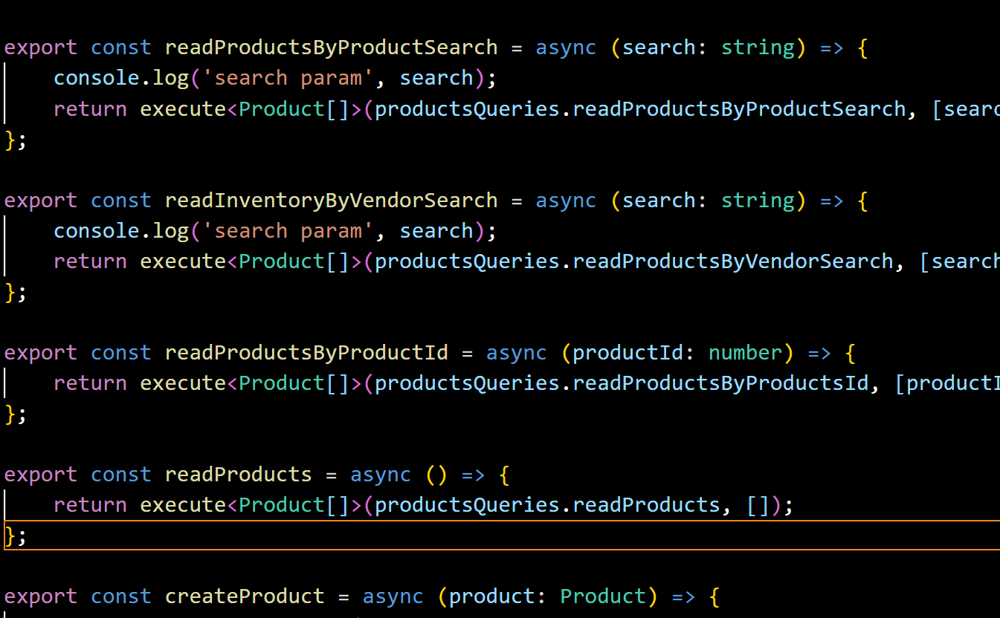 export const readProductsByProductSearch = async (search: string) => {
    console.log('search param', search);
    return execute<Product[]>(productsQueries.readProductsByProductSearch, [searc
};

export const readInventoryByVendorSearch = async (search: string) => {
    console.log('search param', search);
    return execute<Product[]>(productsQueries.readProductsByVendorSearch, [search
};

export const readProductsByProductId = async (productId: number) => {
    return execute<Product[]>(productsQueries.readProductsByProductsId, [productI
};

export const readProducts = async () => {
    return execute<Product[]>(productsQueries.readProducts, []);
};

export const createProduct = async (product: Product) => {